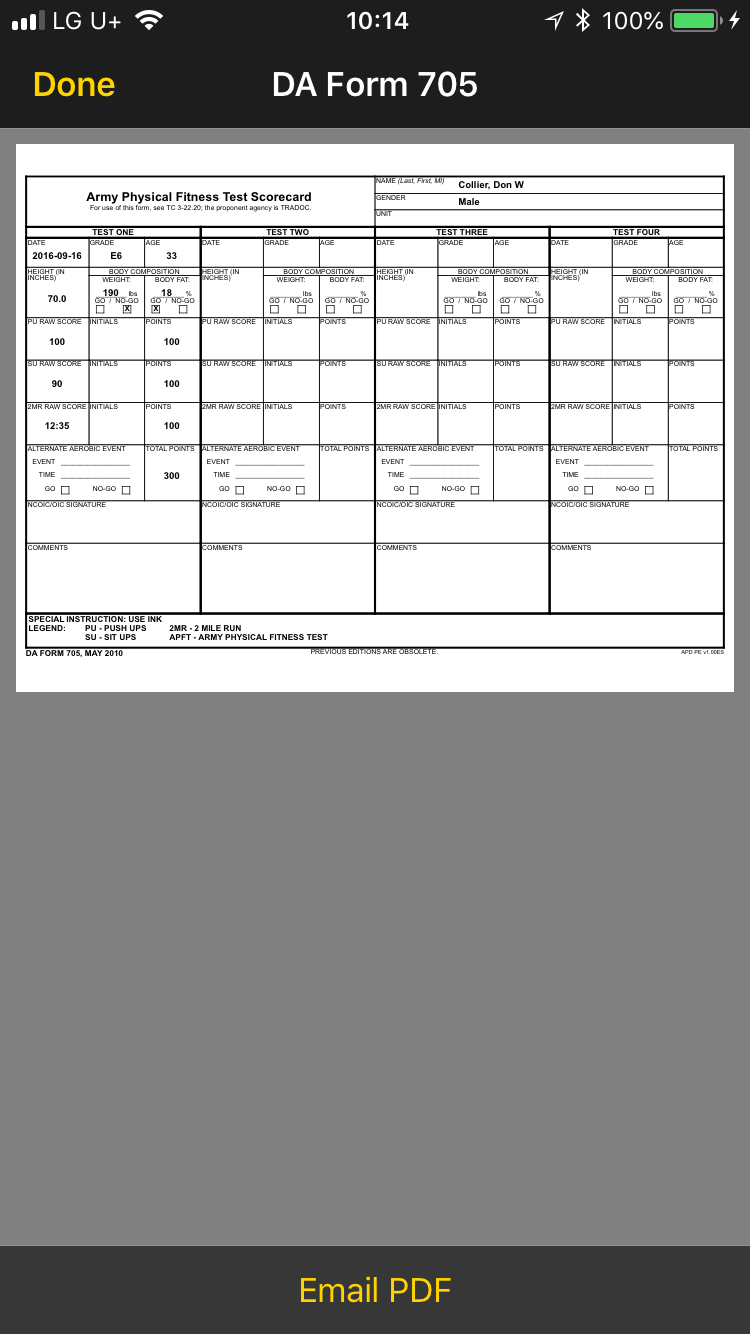 LG U+ 10:14 100%
Done DA Form 705
Army Physical Fitness Test Scorecard
For use of this form, see TC 3-22.20; the proponent agency is TRADOC.
NAME (Last, First, MI) Collier, Don W
GENDER Male
UNIT
TEST ONE TEST TWO TEST THREE TEST FOUR
DATE GRADE AGE DATE GRADE AGE DATE GRADE AGE DATE GRADE AGE
2016-09-16 E6 33
HEIGHT (IN INCHES) BODY COMPOSITION HEIGHT (IN INCHES) BODY COMPOSITION HEIGHT (IN INCHES) BODY COMPOSITION HEIGHT (IN INCHES) BODY COMPOSITION
WEIGHT: BODY FAT: WEIGHT: BODY FAT: WEIGHT: BODY FAT: WEIGHT: BODY FAT:
70.0 190 lbs 18 % lbs % lbs % lbs %
GO / NO-GO GO / NO-GO GO / NO-GO GO / NO-GO GO / NO-GO GO / NO-GO GO / NO-GO GO / NO-GO
X X
PU RAW SCORE INITIALS POINTS PU RAW SCORE INITIALS POINTS PU RAW SCORE INITIALS POINTS PU RAW SCORE INITIALS POINTS
100 100
SU RAW SCORE INITIALS POINTS SU RAW SCORE INITIALS POINTS SU RAW SCORE INITIALS POINTS SU RAW SCORE INITIALS POINTS
90 100
2MR RAW SCORE INITIALS POINTS 2MR RAW SCORE INITIALS POINTS 2MR RAW SCORE INITIALS POINTS 2MR RAW SCORE INITIALS POINTS
12:35 100
ALTERNATE AEROBIC EVENT TOTAL POINTS ALTERNATE AEROBIC EVENT TOTAL POINTS ALTERNATE AEROBIC EVENT TOTAL POINTS ALTERNATE AEROBIC EVENT TOTAL POINTS
EVENT EVENT EVENT EVENT
TIME 300 TIME TIME TIME
GO NO-GO GO NO-GO GO NO-GO GO NO-GO
NCOIC/OIC SIGNATURE NCOIC/OIC SIGNATURE NCOIC/OIC SIGNATURE NCOIC/OIC SIGNATURE
COMMENTS COMMENTS COMMENTS COMMENTS
SPECIAL INSTRUCTION: USE INK
LEGEND: PU - PUSH UPS 2MR - 2 MILE RUN
SU - SIT UPS APFT - ARMY PHYSICAL FITNESS TEST
DA FORM 705, MAY 2010 PREVIOUS EDITIONS ARE OBSOLETE. APD PE v1.00ES
Email PDF